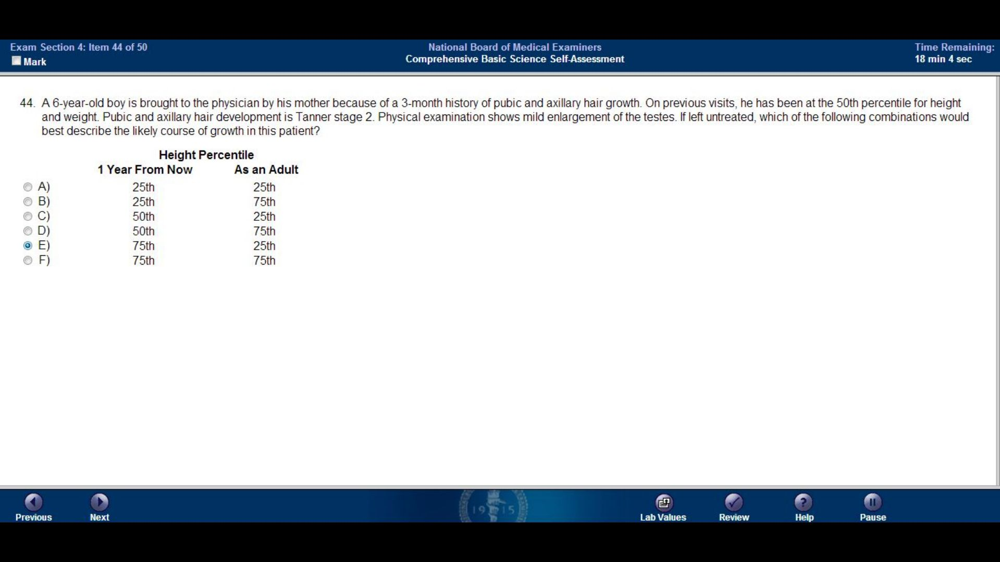 Exam Section 4: Item 44 of 50
National Board of Medical Examiners
Time Remaining:
Mark
Comprehensive Basic Science Self-Assessment
18 min 4 sec
44. A 6-year-old boy is brought to the physician by his mother because of a 3-month history of pubic and axillary hair growth. On previous visits, he has been at the 50th percentile for height
and weight. Pubic and axillary hair development is Tanner stage 2. Physical examination shows mild enlargement of the testes. If left untreated, which of the following combinations would
best describe the likely course of growth in this patient?
Height Percentile
1 Year From Now As an Adult
A) 25th 25th
B) 25th 75th
C) 50th 25th
D) 50th 75th
E) 75th 25th
F) 75th 75th
1915
Previous Next Lab Values Review Help Pause